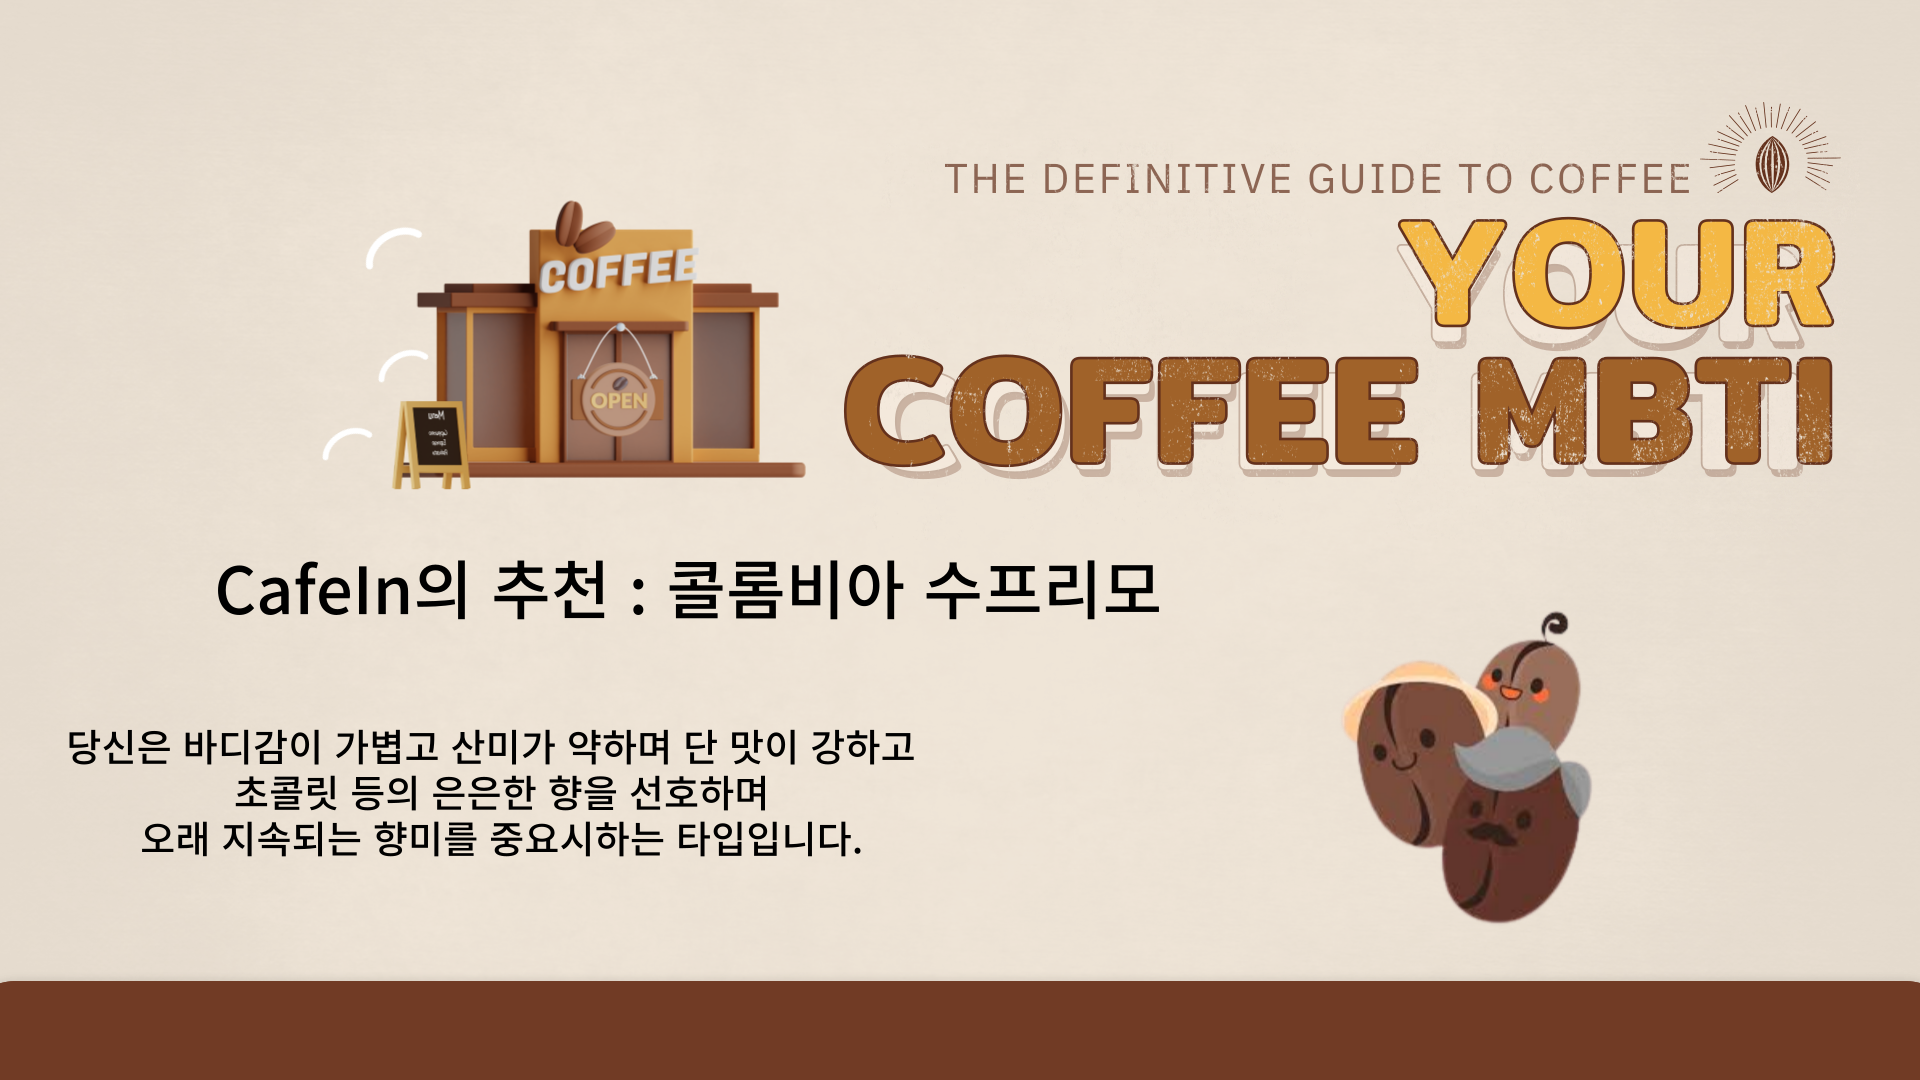 THE DEFINITIVE GUIDE TO COFFEE
YOUR
COFFEE MBTI
COFFEE
OPEN
Menu
CafeIn의 추천 : 콜롬비아 수프리모
당신은 바디감이 가볍고 산미가 약하며 단 맛이 강하고
초콜릿 등의 은은한 향을 선호하며
오래 지속되는 향미를 중요시하는 타입입니다.